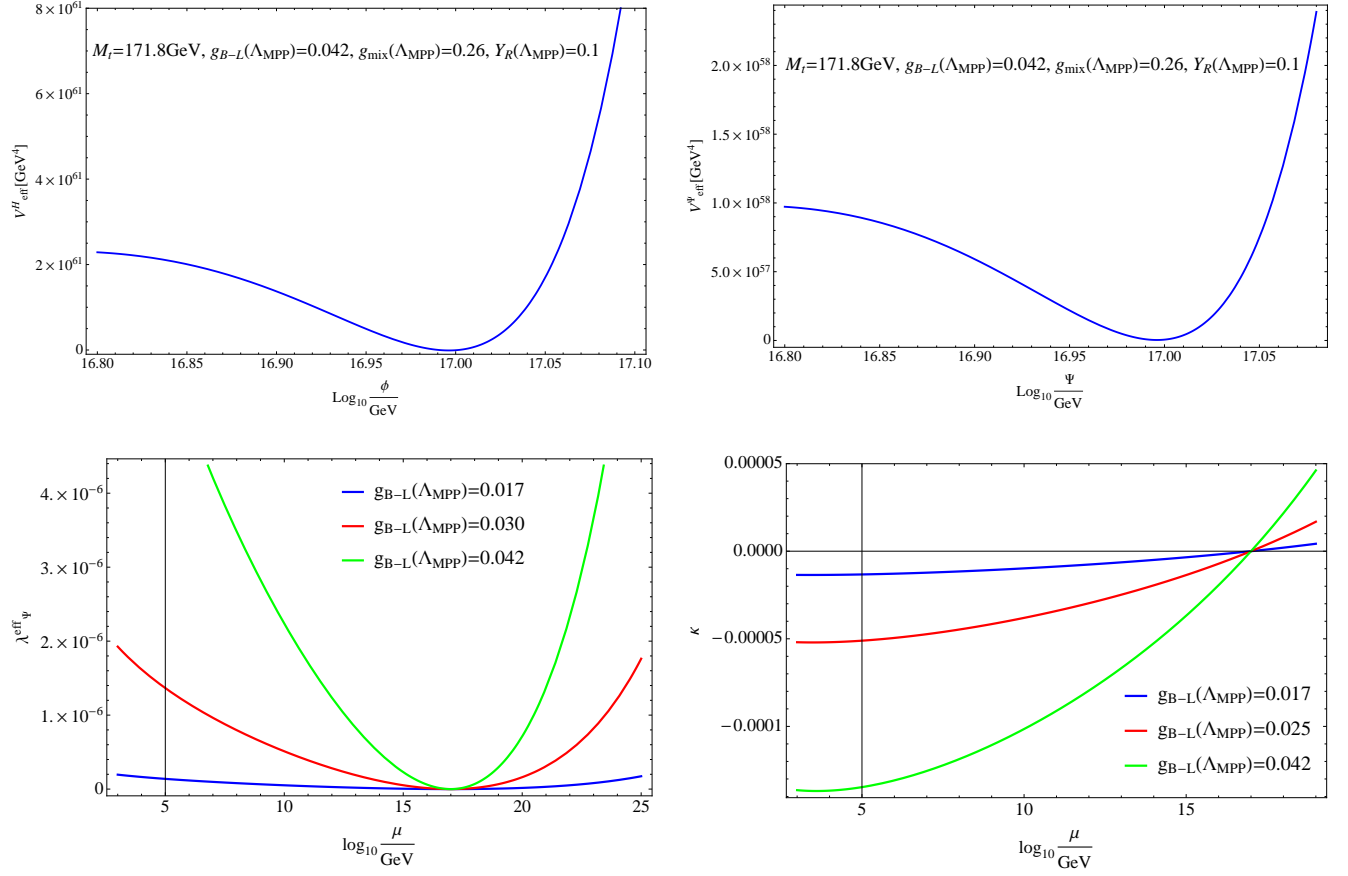 8×10^61
6×10^61
4×10^61
2×10^61
0
V^H_eff[GeV^4]
M_t=171.8GeV, g_B−L(Λ_MPP)=0.042, g_mix(Λ_MPP)=0.26, Y_R(Λ_MPP)=0.1
16.80 16.85 16.90 16.95 17.00 17.05 17.10
Log_10 ϕ/GeV
2.0×10^58
1.5×10^58
1.0×10^58
5.0×10^57
0
V^Ψ_eff[GeV^4]
M_t=171.8GeV, g_B−L(Λ_MPP)=0.042, g_mix(Λ_MPP)=0.26, Y_R(Λ_MPP)=0.1
16.80 16.85 16.90 16.95 17.00 17.05
Log_10 Ψ/GeV
4.×10^−6
3.×10^−6
2.×10^−6
1.×10^−6
0
λ^eff_Ψ
g_B−L(Λ_MPP)=0.017
g_B−L(Λ_MPP)=0.030
g_B−L(Λ_MPP)=0.042
5 10 15 20 25
log_10 μ/GeV
0.00005
0.0000
−0.00005
−0.0001
κ
g_B−L(Λ_MPP)=0.017
g_B−L(Λ_MPP)=0.025
g_B−L(Λ_MPP)=0.042
5 10 15
log_10 μ/GeV